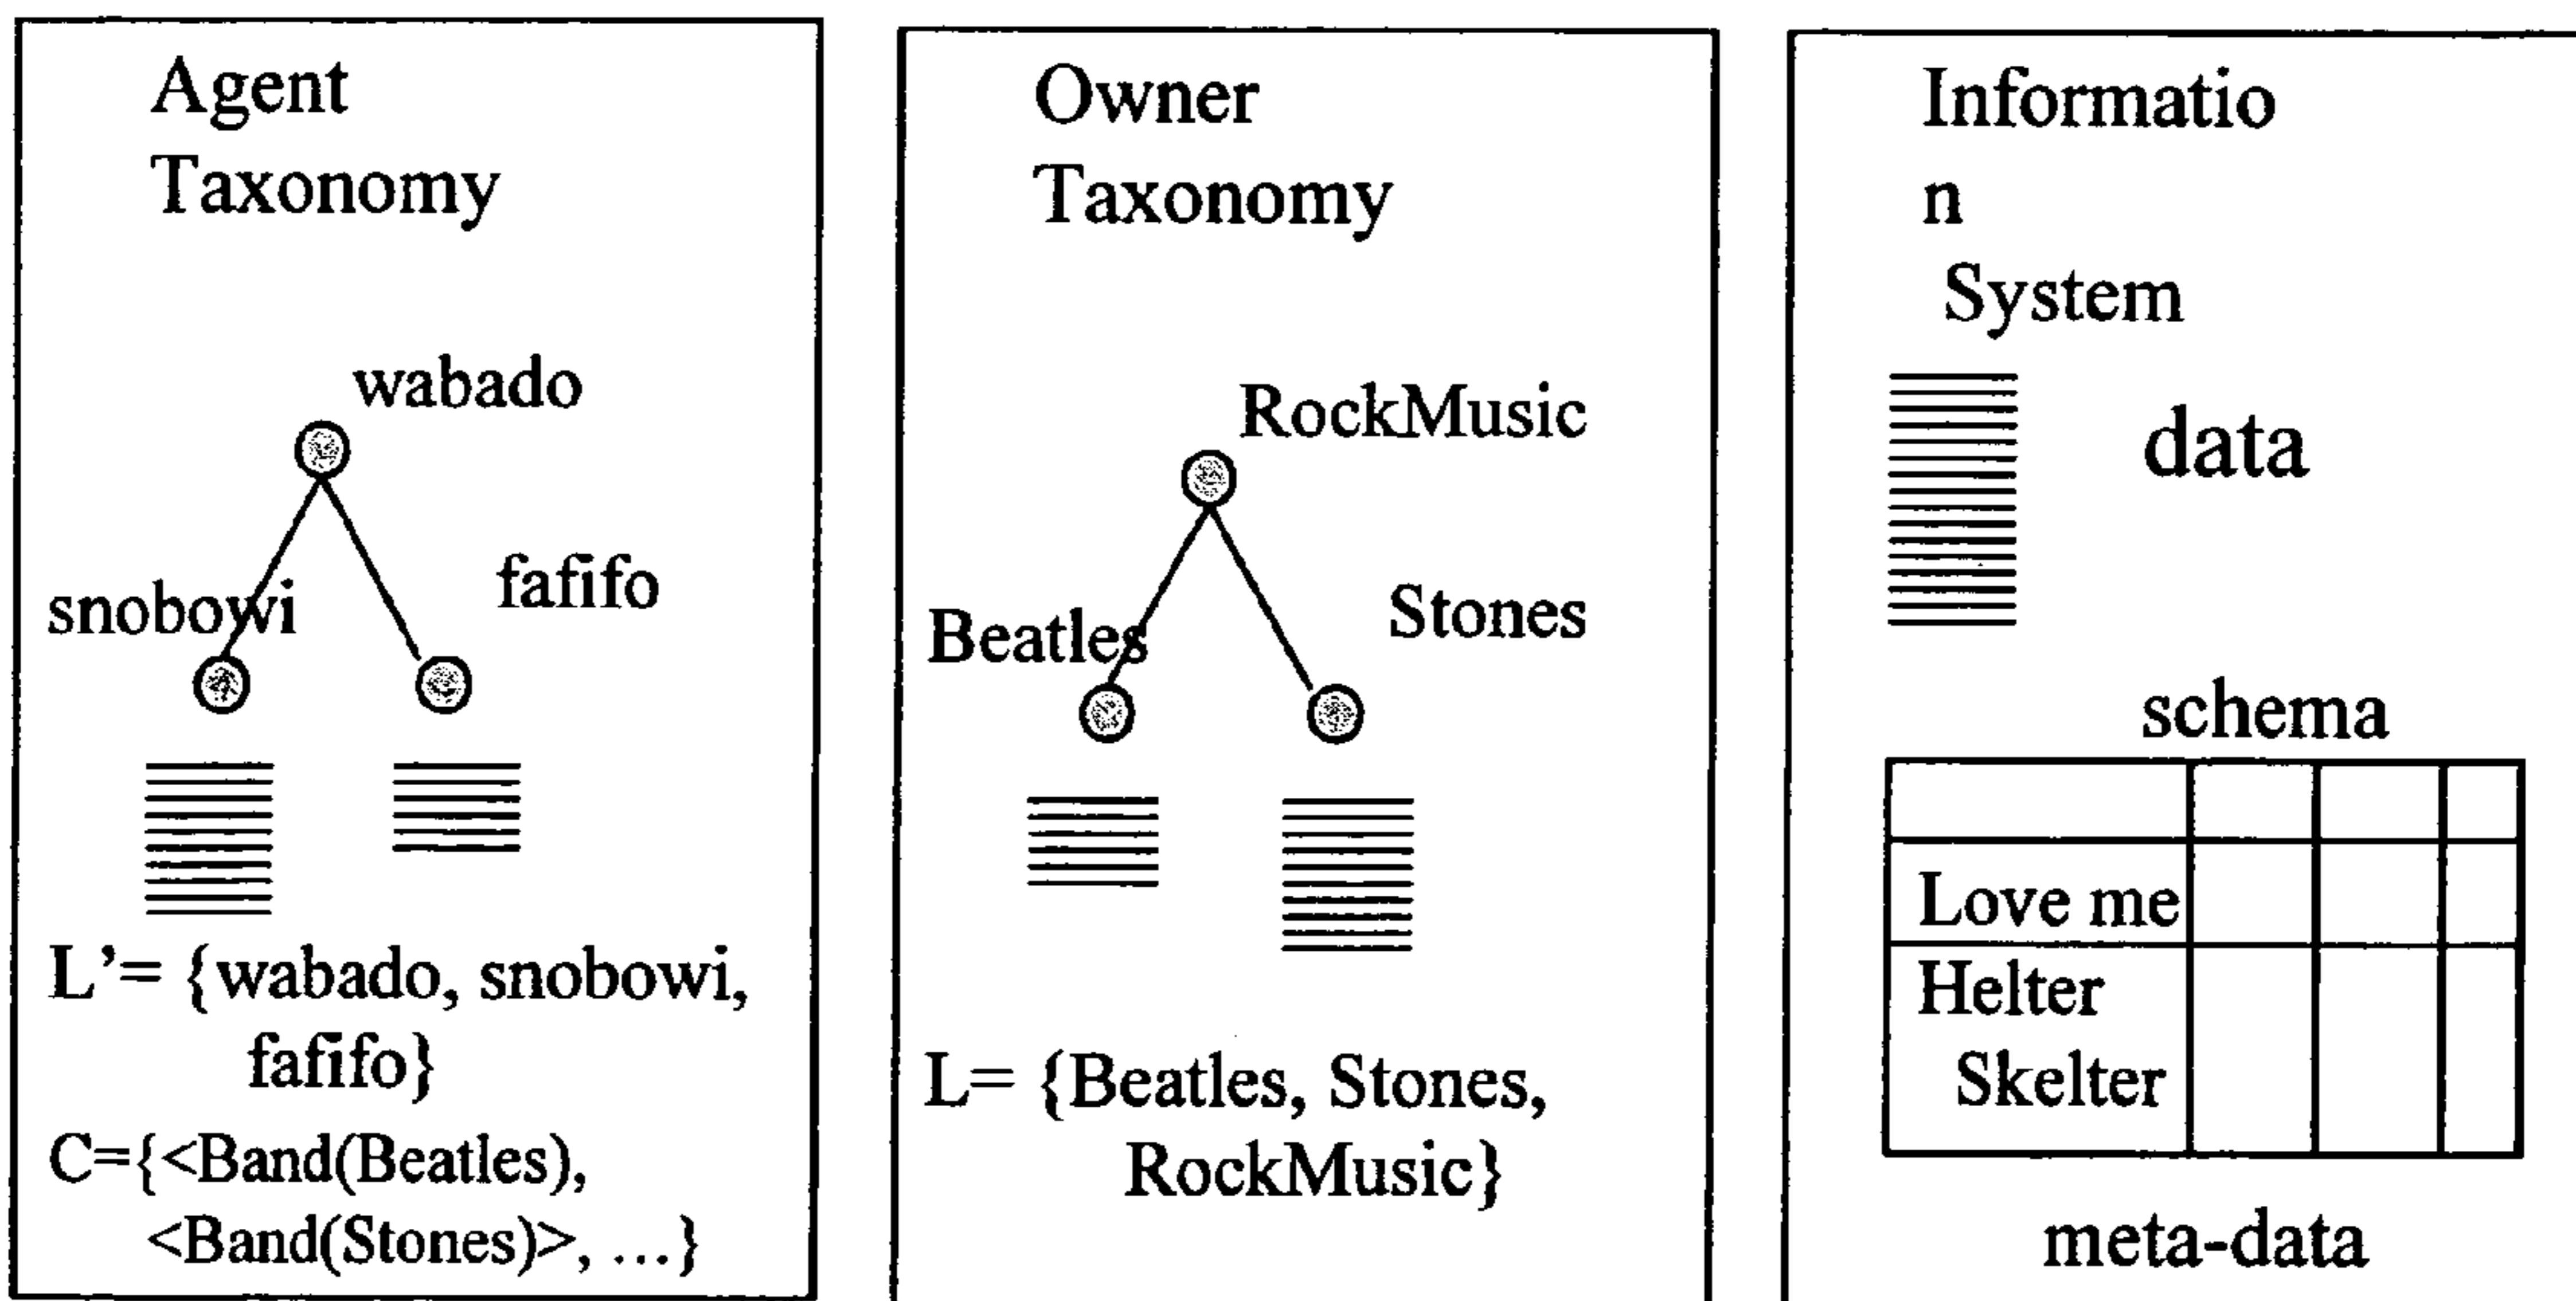 Agent
Taxonomy
wabado
snobowi
fafifo
L’= {wabado, snobowi,
fafifo}
C={<Band(Beatles),
<Band(Stones)>, ...}
Owner
Taxonomy
RockMusic
Beatles
Stones
L= {Beatles, Stones,
RockMusic}
Informatio
n
System
data
schema
Love me
Helter
Skelter
meta-data